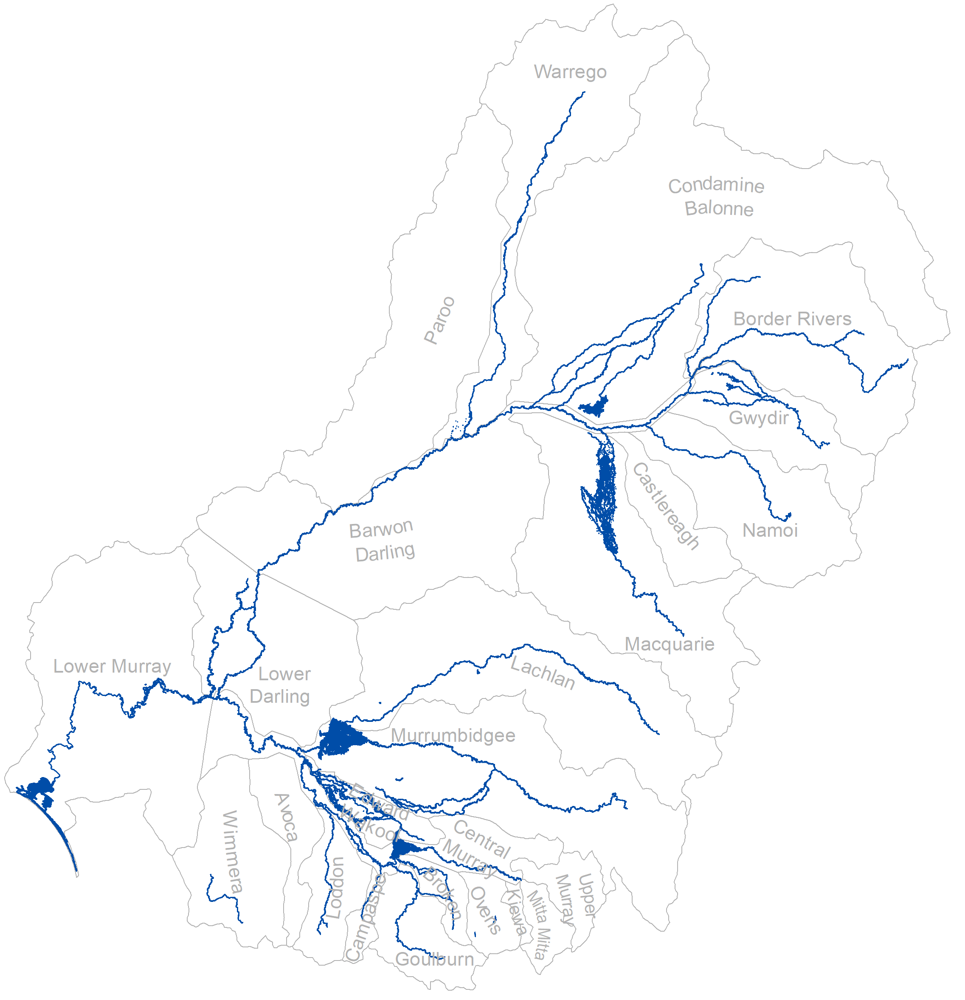 Warrego
Condamine
Balonne
Paroo
Border Rivers
Gwydir
Castlereagh
Namoi
Barwon
Darling
Macquarie
Lower Murray
Lower
Darling
Lachlan
Murrumbidgee
Edward
Wakool
Central
Murray
Avoca
Wimmera
Loddon
Campaspe
Broken
Ovens
Kiewa
Mitta Mitta
Upper
Murray
Goulburn